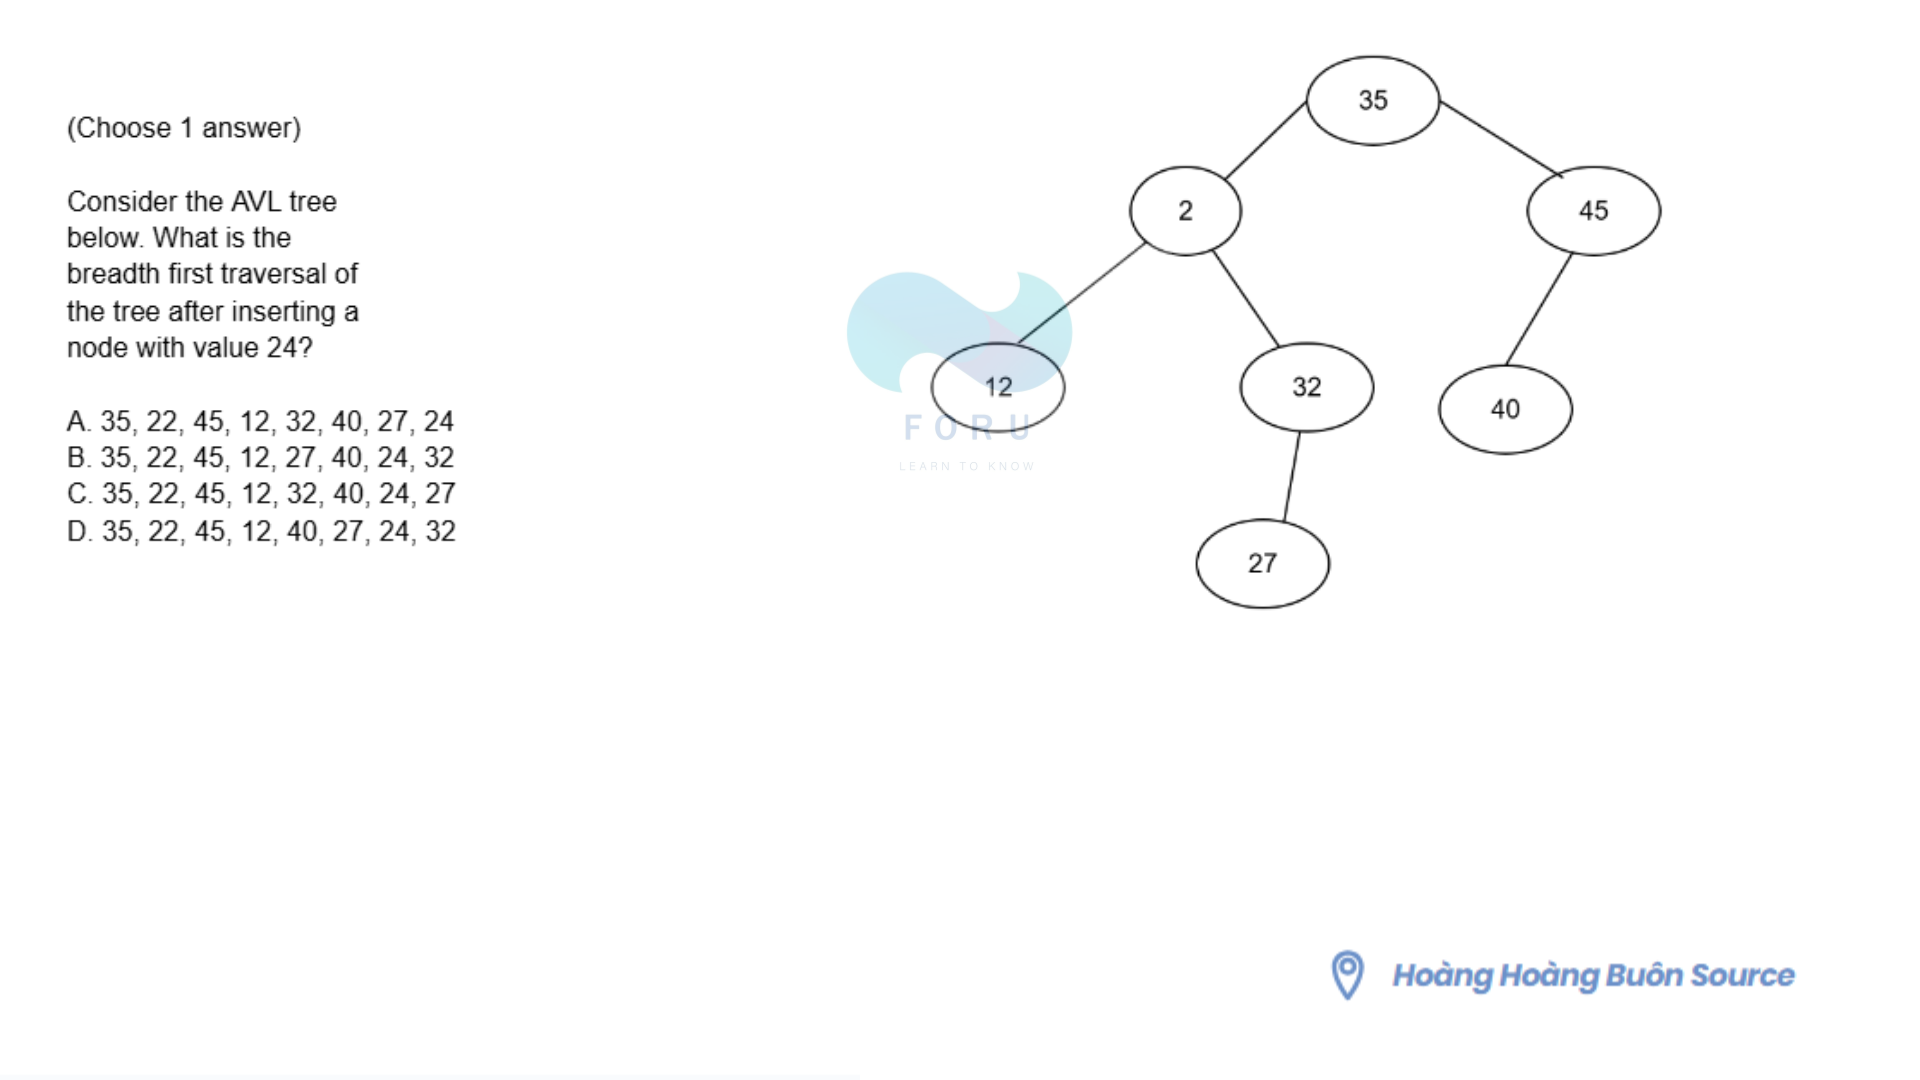 (Choose 1 answer)
Consider the AVL tree
below. What is the
breadth first traversal of
the tree after inserting a
node with value 24?
A. 35, 22, 45, 12, 32, 40, 27, 24
B. 35, 22, 45, 12, 27, 40, 24, 32
C. 35, 22, 45, 12, 32, 40, 24, 27
D. 35, 22, 45, 12, 40, 27, 24, 32
35
2
45
12
32
40
27
FORU
LEARN TO KNOW
Hoàng Hoàng Buôn Source